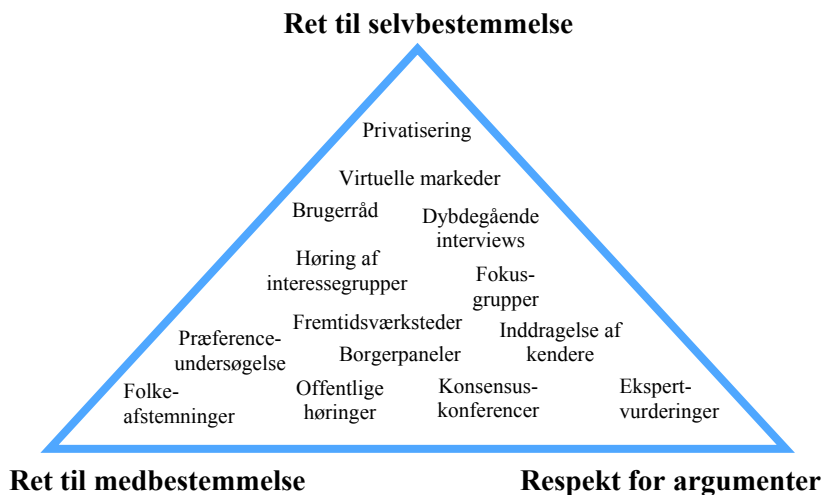 Ret til selvbestemmelse
Privatisering
Virtuelle markeder
Brugerråd
Dybdegående
interviews
Høring af
interessegrupper
Fokus-
grupper
Fremtidsværksteder
Inddragelse af
kendere
Præference-
undersøgelse
Borgerpaneler
Folke-
afstemninger
Offentlige
høringer
Konsensus-
konferencer
Ekspert-
vurderinger
Ret til medbestemmelse
Respekt for argumenter